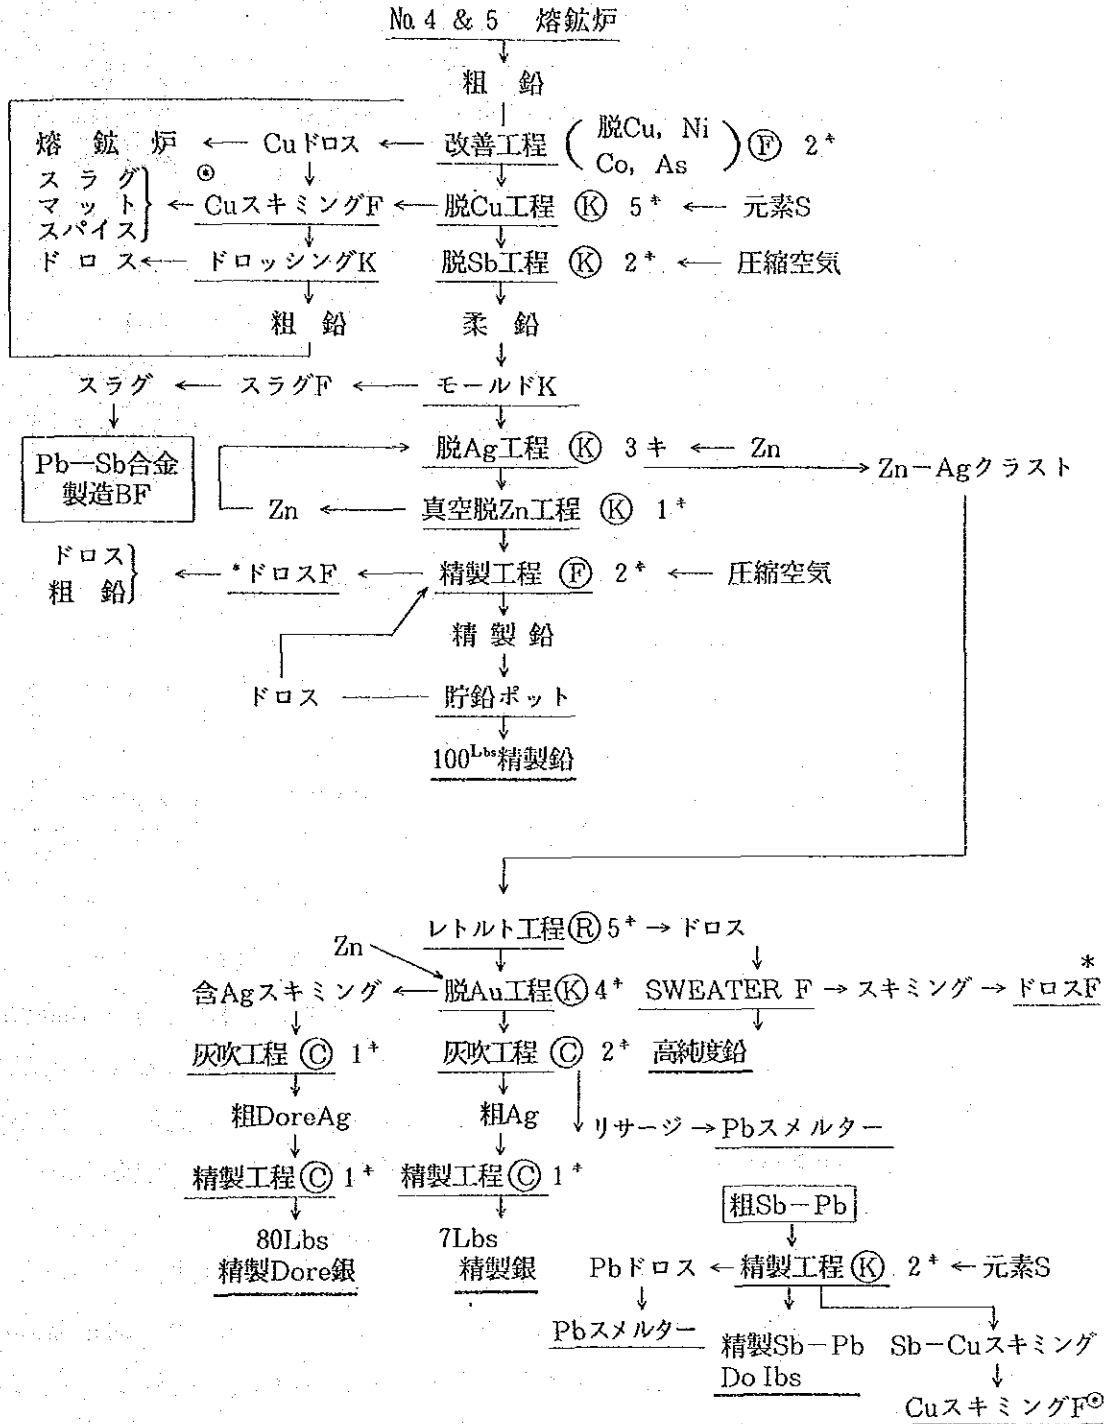 No. 4 & 5 熔鉱炉
粗 鉛
熔 鉱 炉 ← Cuドロス ← 改善工程 (脱Cu, Ni Co, As) Ⓕ 2キ
スラグ
マット
スパイス} ← CuスキミングF ⊙ ← 脱Cu工程 Ⓚ 5キ ← 元素S
ドロス ← ドロッシングK 脱Sb工程 Ⓚ 2キ ← 圧縮空気
粗 鉛 柔 鉛
スラグ ← スラグF ← モールドK
Pb—Sb合金
製造BF
脱Ag工程 Ⓚ 3キ ← Zn → Zn-Agクラスト
Zn ← 真空脱Zn工程 Ⓚ 1キ
ドロス
粗 鉛} ← *ドロスF ← 精製工程 Ⓕ 2キ ← 圧縮空気
精 製 鉛
ドロス — 貯鉛ポット
100Lbs精製鉛
レトルト工程Ⓡ5キ → ドロス
Zn
含Agスキミング ← 脱Au工程Ⓚ4キ SWEATER F → スキミング → ドロスF *
灰吹工程 Ⓒ 1キ 灰吹工程 Ⓒ 2キ 高純度鉛
粗DoreAg 粗Ag リサージ → Pbスメルター
精製工程Ⓒ1キ 精製工程Ⓒ1キ
粗Sb-Pb
80Lbs 7Lbs
精製Dore銀 精製銀 Pbドロス ← 精製工程Ⓚ 2キ ← 元素S
Pbスメルター 精製Sb-Pb Sb-Cuスキミング
Do Ibs
CuスキミングF⊙